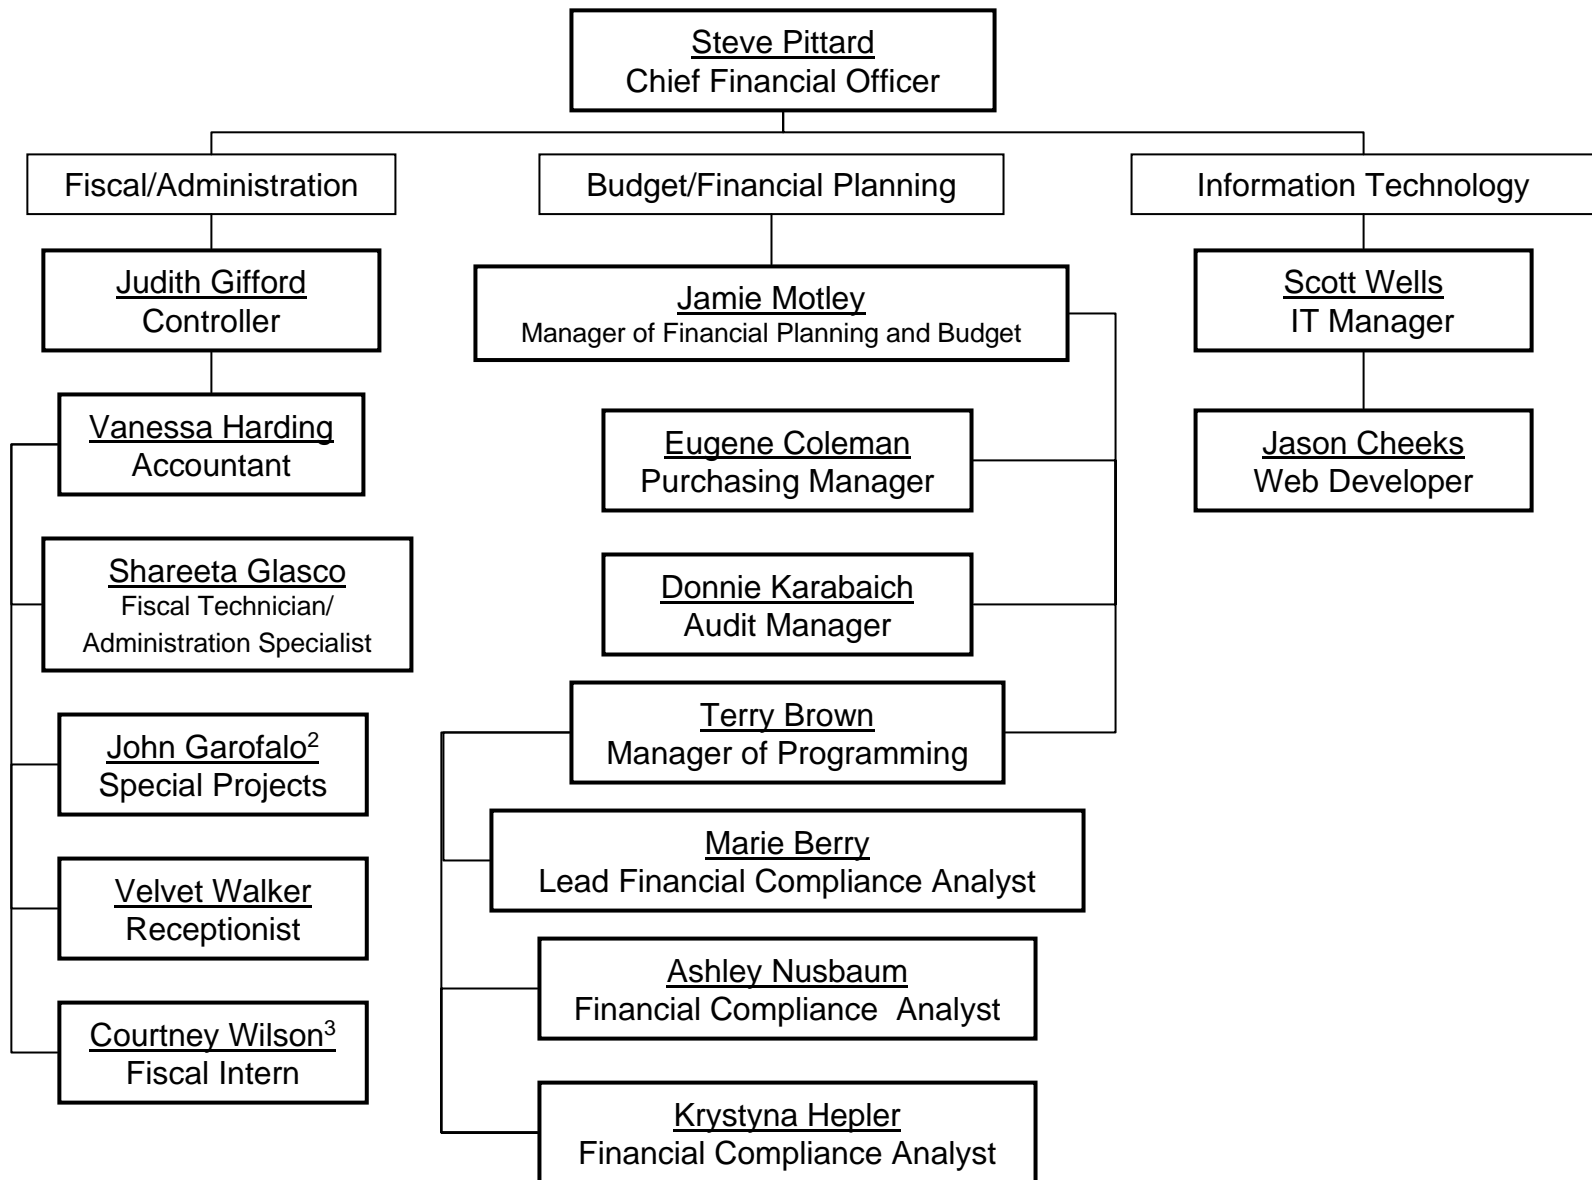 Steve Pittard
Chief Financial Officer
Fiscal/Administration
Judith Gifford
Controller
Vanessa Harding
Accountant
Shareeta Glasco
Fiscal Technician/
Administration Specialist
John Garofalo²
Special Projects
Velvet Walker
Receptionist
Courtney Wilson³
Fiscal Intern
Budget/Financial Planning
Jamie Motley
Manager of Financial Planning and Budget
Eugene Coleman
Purchasing Manager
Donnie Karabaich
Audit Manager
Terry Brown
Manager of Programming
Marie Berry
Lead Financial Compliance Analyst
Ashley Nusbaum
Financial Compliance  Analyst
Krystyna Hepler
Financial Compliance Analyst
Information Technology
Scott Wells
IT Manager
Jason Cheeks
Web Developer